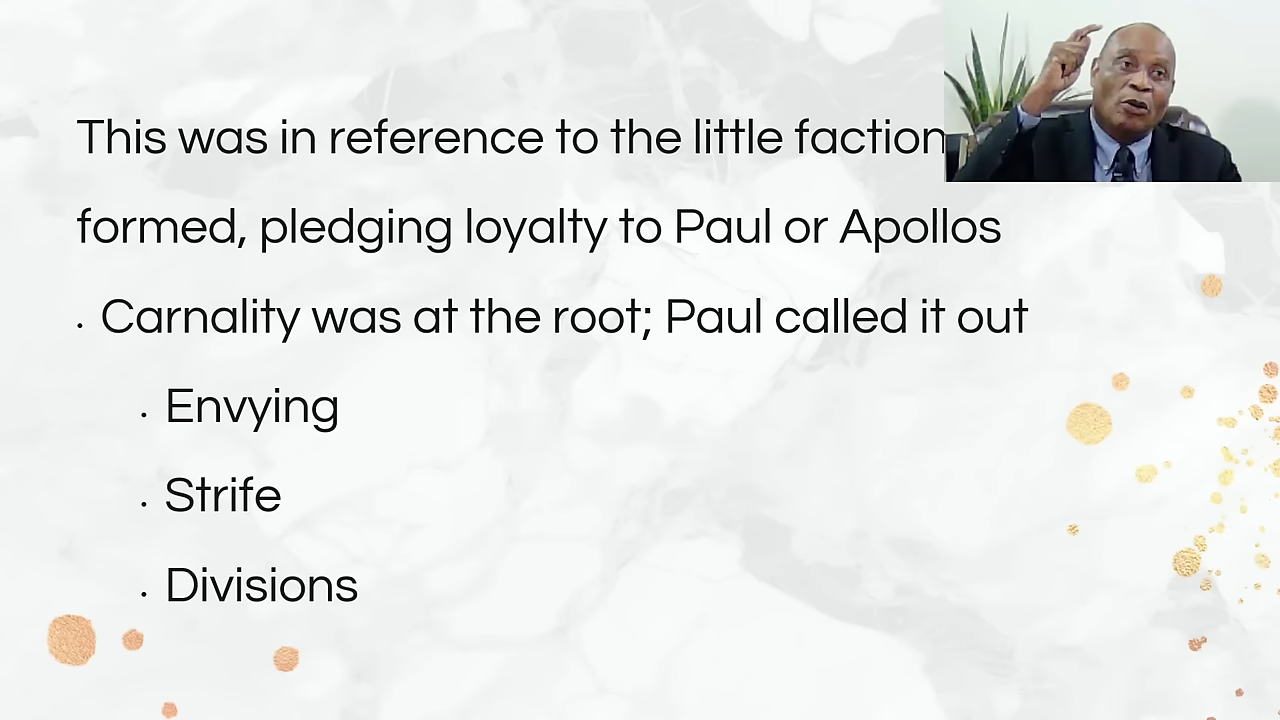 This was in reference to the little faction
formed, pledging loyalty to Paul or Apollos
• Carnality was at the root; Paul called it out
• Envying
• Strife
• Divisions